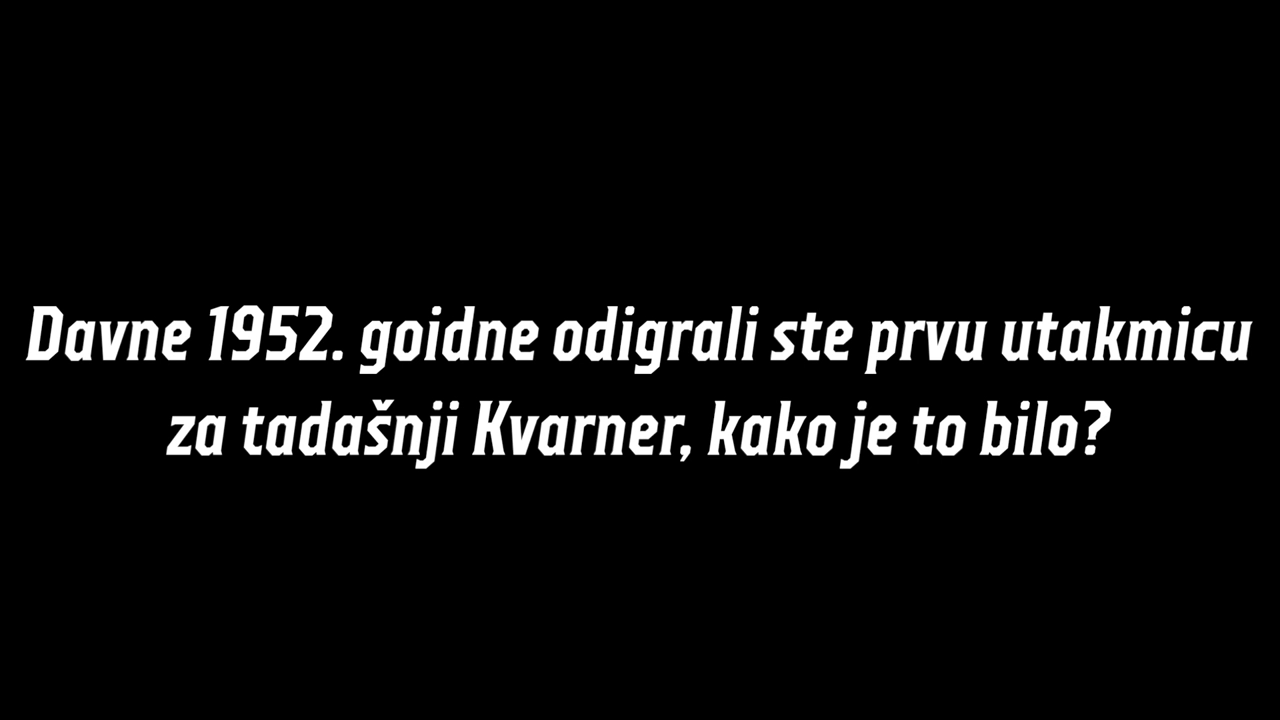 Davne 1952. goidne odigrali ste prvu utakmicu
za tadašnji Kvarner, kako je to bilo?